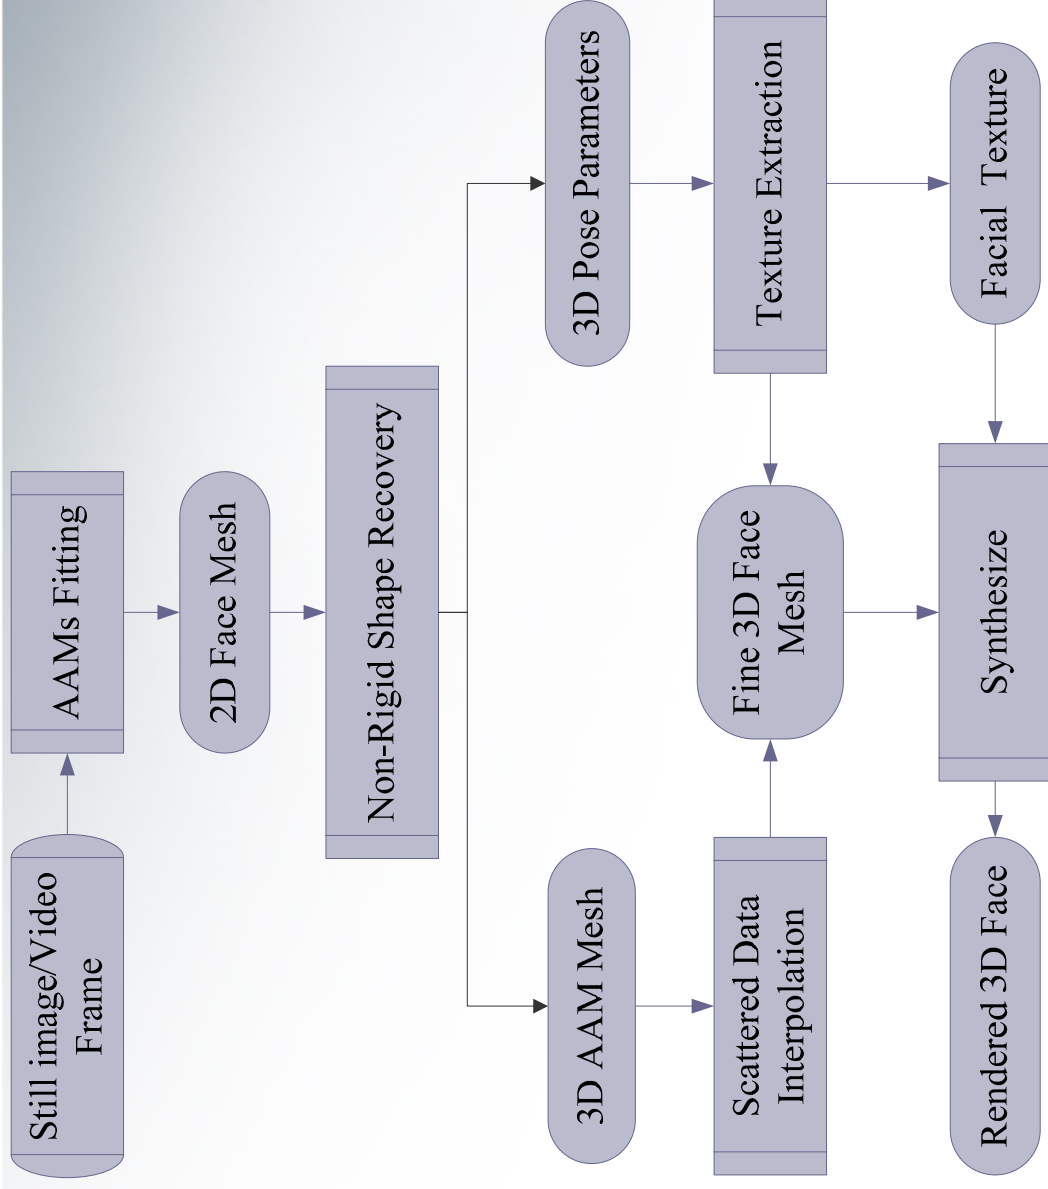 Still image/Video
Frame
AAMs Fitting
2D Face Mesh
Non-Rigid Shape Recovery
3D AAM Mesh
3D Pose Parameters
Scattered Data
Interpolation
Fine 3D Face
Mesh
Texture Extraction
Rendered 3D Face
Synthesize
Facial Texture